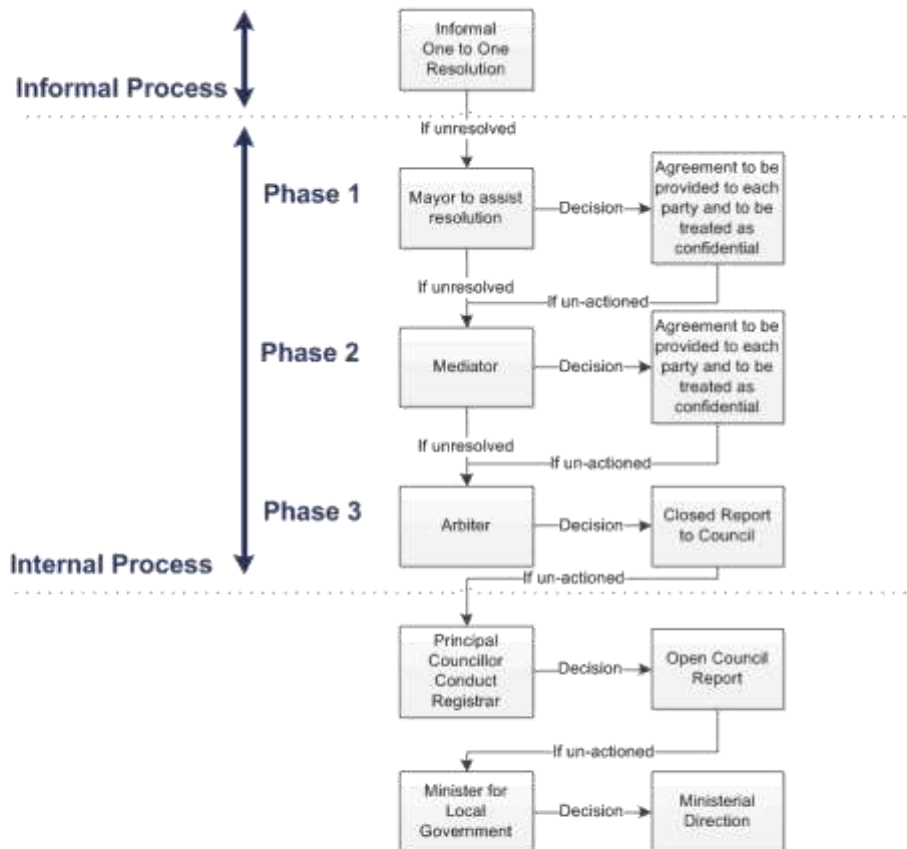 Informal
One to One
Resolution
Informal Process
If unresolved
Phase 1
Mayor to assist
resolution
Decision
Agreement to be
provided to each
party and to be
treated as
confidential
If unresolved
If un-actioned
Phase 2
Mediator
Decision
Agreement to be
provided to each
party and to be
treated as
confidential
If unresolved
If un-actioned
Phase 3
Arbiter
Decision
Closed Report
to Council
Internal Process
If un-actioned
Principal
Councillor
Conduct
Registrar
Decision
Open Council
Report
If un-actioned
Minister for
Local
Government
Decision
Ministerial
Direction